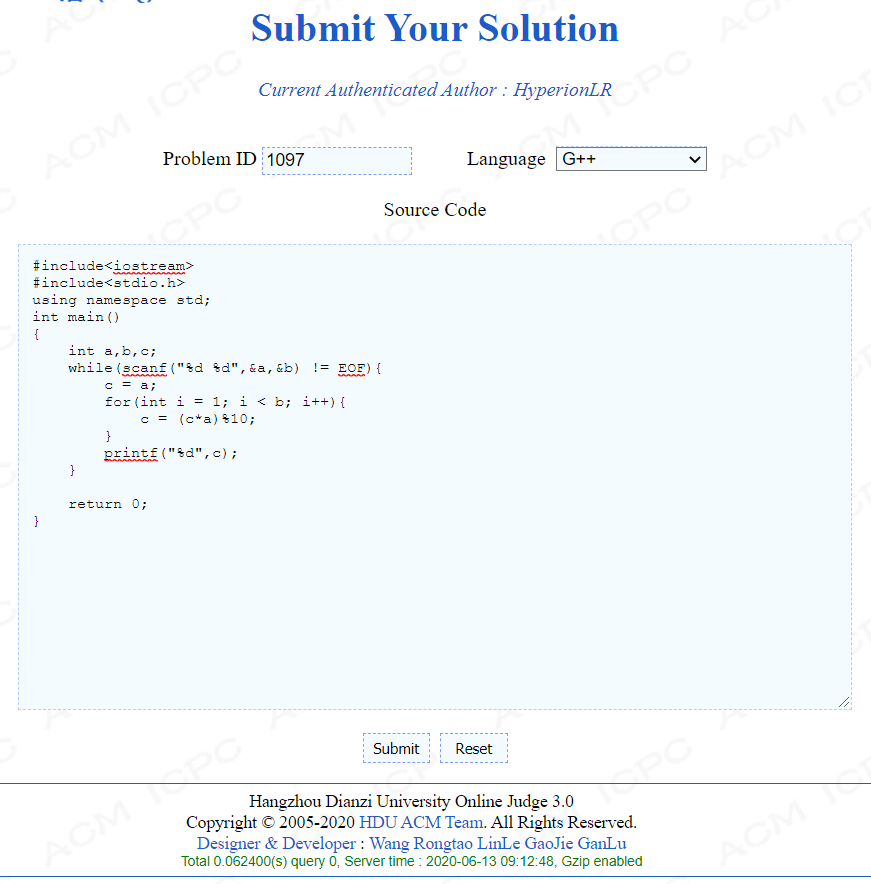 Submit Your Solution
Current Authenticated Author : HyperionLR
Problem ID 1097 Language G++
Source Code
#include<iostream>
#include<stdio.h>
using namespace std;
int main()
{
    int a,b,c;
    while(scanf("%d %d",&a,&b) != EOF){
        c = a;
        for(int i = 1; i < b; i++){
            c = (c*a)%10;
        }
        printf("%d",c);
    }

    return 0;
}
Submit Reset
Hangzhou Dianzi University Online Judge 3.0
Copyright © 2005-2020 HDU ACM Team. All Rights Reserved.
Designer & Developer : Wang Rongtao LinLe GaoJie GanLu
Total 0.062400(s) query 0, Server time : 2020-06-13 09:12:48, Gzip enabled